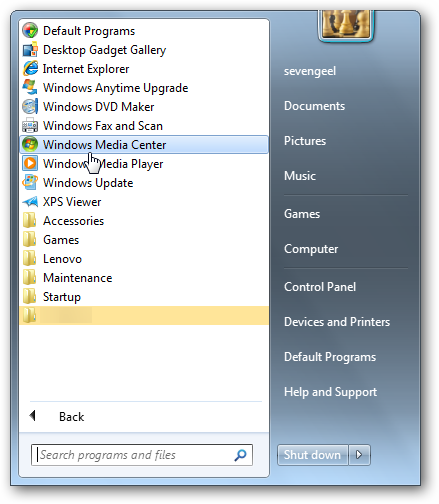 Default Programs
Desktop Gadget Gallery
Internet Explorer
Windows Anytime Upgrade
Windows DVD Maker
Windows Fax and Scan
Windows Media Center
Windows Media Player
Windows Update
XPS Viewer
Accessories
Games
Lenovo
Maintenance
Startup
Back
Search programs and files
sevengeel
Documents
Pictures
Music
Games
Computer
Control Panel
Devices and Printers
Default Programs
Help and Support
Shut down